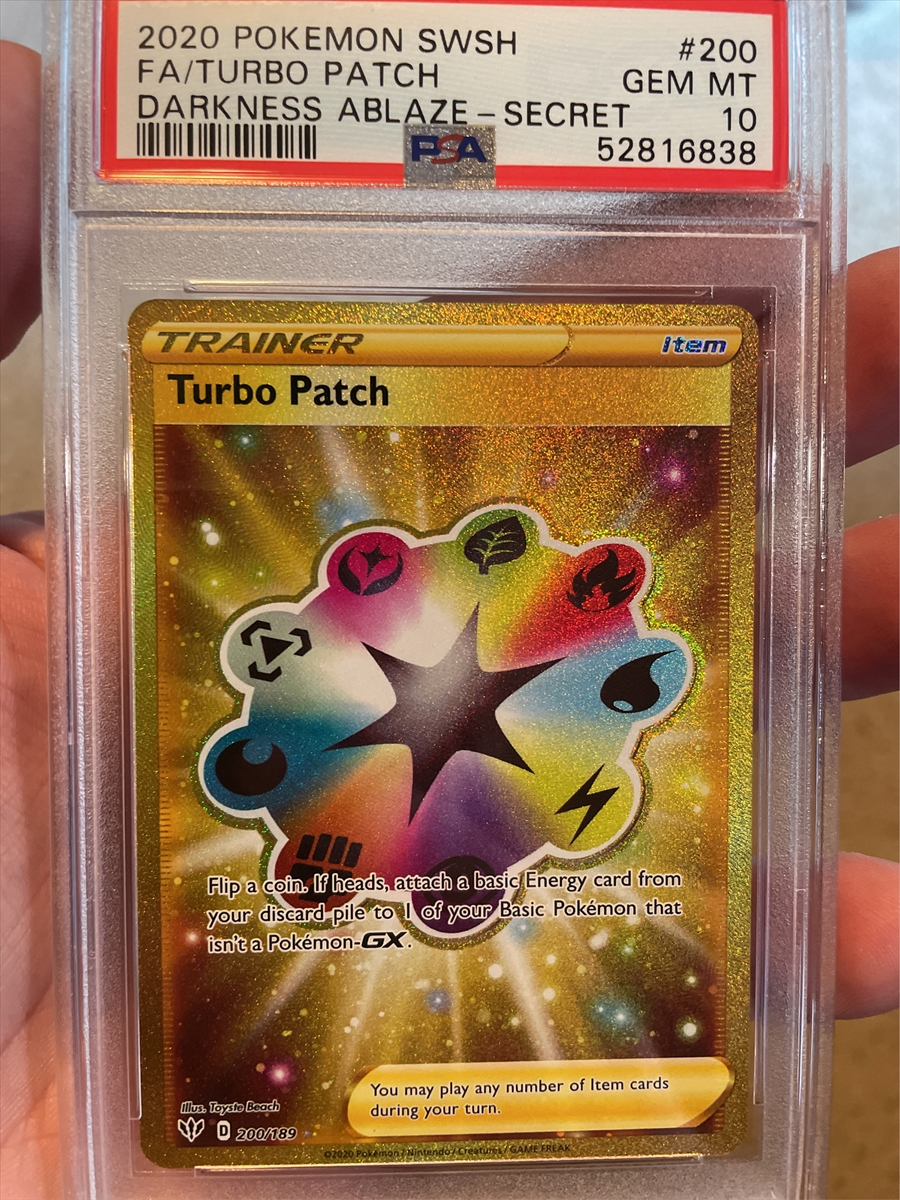 2020 POKEMON SWSH #200
FA/TURBO PATCH GEM MT
DARKNESS ABLAZE – SECRET 10
PSA 52816838
TRAINER Item
Turbo Patch
Flip a coin. If heads, attach a basic Energy card from
your discard pile to 1 of your Basic Pokémon that
isn't a Pokémon-GX.
You may play any number of Item cards
during your turn.
Illus. Toyste Beach
D 200/189
©2020 Pokémon / Nintendo / Creatures / GAME FREAK